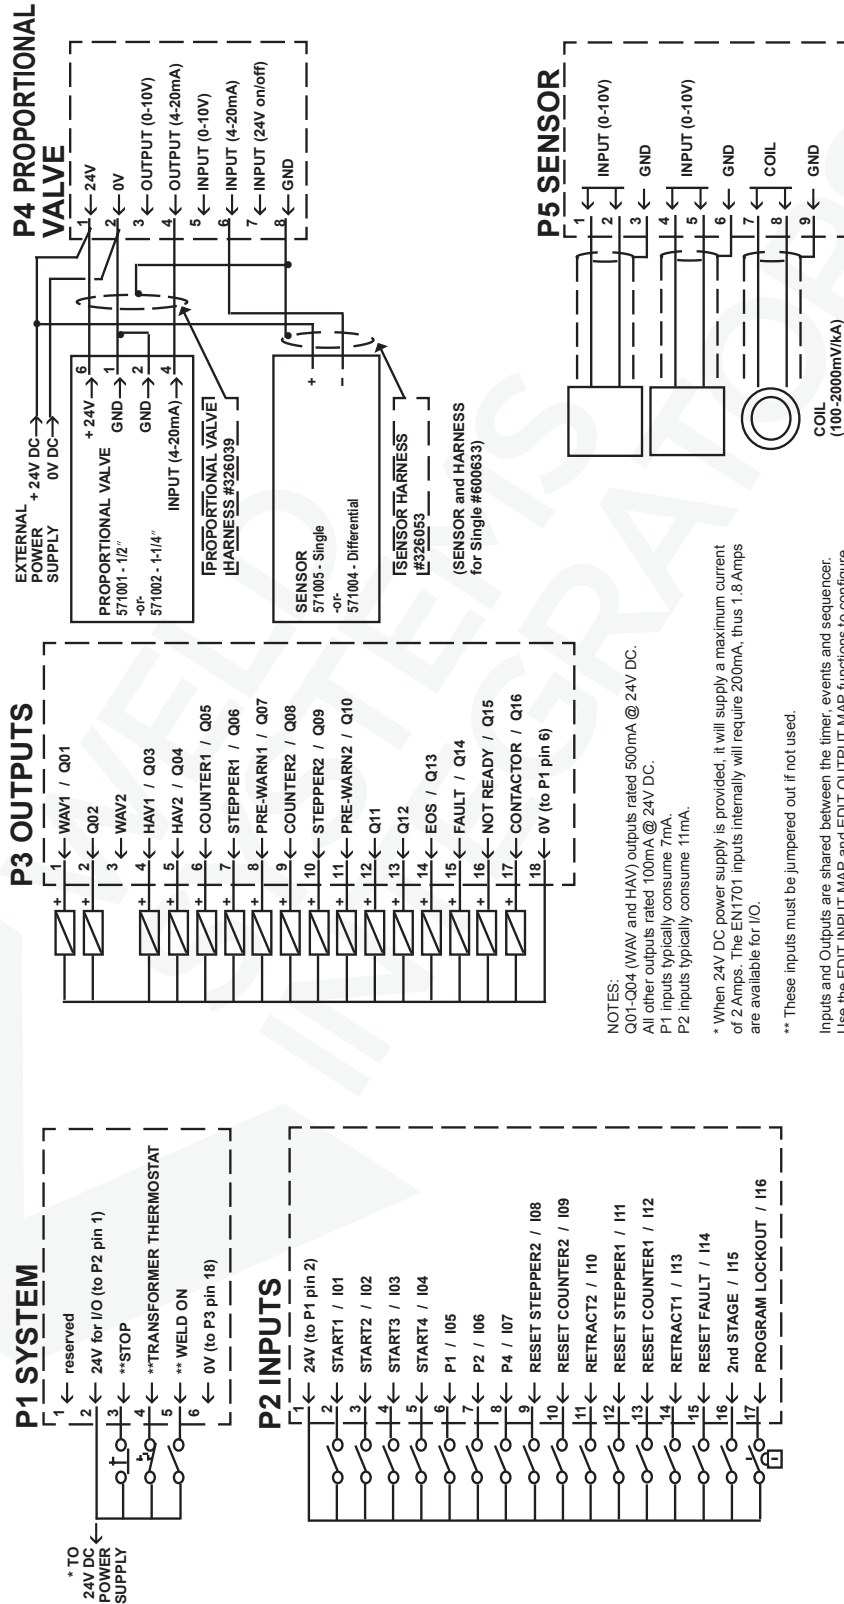 P1 SYSTEM
1 reserved
2 24V for I/O (to P2 pin 1)
3 **STOP
4 **TRANSFORMER THERMOSTAT
5 ** WELD ON
6 0V (to P3 pin 18)
* TO
24V DC
POWER
SUPPLY
P2 INPUTS
1 24V (to P1 pin 2)
2 START1 / I01
3 START2 / I02
4 START3 / I03
5 START4 / I04
6 P1 / I05
7 P2 / I06
8 P4 / I07
9 RESET STEPPER2 / I08
10 RESET COUNTER2 / I09
11 RETRACT2 / I10
12 RESET STEPPER1 / I11
13 RESET COUNTER1 / I12
14 RETRACT1 / I13
15 RESET FAULT / I14
16 2nd STAGE / I15
17 PROGRAM LOCKOUT / I16
P3 OUTPUTS
1 WAV1 / Q01
2 Q02
3 WAV2
4 HAV1 / Q03
5 HAV2 / Q04
6 COUNTER1 / Q05
7 STEPPER1 / Q06
8 PRE-WARN1 / Q07
9 COUNTER2 / Q08
10 STEPPER2 / Q09
11 PRE-WARN2 / Q10
12 Q11
13 Q12
14 EOS / Q13
15 FAULT / Q14
16 NOT READY / Q15
17 CONTACTOR / Q16
18 0V (to P1 pin 6)
+ + + + + + + + + + + + + + + +
NOTES:
Q01-Q04 (WAV and HAV) outputs rated 500mA @ 24V DC.
All other outputs rated 100mA @ 24V DC.
P1 inputs typically consume 7mA.
P2 inputs typically consume 11mA.
* When 24V DC power supply is provided, it will supply a maximum current
of 2 Amps. The EN1701 inputs internally will require 200mA, thus 1.8 Amps
are available for I/O.
** These inputs must be jumpered out if not used.
Inputs and Outputs are shared between the timer, events and sequencer.
Use the EDIT INPUT MAP and EDIT OUTPUT MAP functions to configure
P4 PROPORTIONAL
VALVE
1 24V
2 0V
3 OUTPUT (0-10V)
4 OUTPUT (4-20mA)
5 INPUT (0-10V)
6 INPUT (4-20mA)
7 INPUT (24V on/off)
8 GND
EXTERNAL
POWER
SUPPLY
+ 24V DC
0V DC
PROPORTIONAL VALVE
571001 - 1/2"
-or-
571002 - 1-1/4"
+ 24V 6
GND 1
GND 2
INPUT (4-20mA) 4
PROPORTIONAL VALVE
HARNESS #326039
SENSOR
571005 - Single
-or-
571004 - Differential
+
–
SENSOR HARNESS
#326053
(SENSOR and HARNESS
for Single #600633)
P5 SENSOR
1
2
INPUT (0-10V)
3 GND
4
5
INPUT (0-10V)
6 GND
7
8
COIL
9 GND
COIL
(100-2000mV/kA)
WELD
SYSTEMS
INTEGRATORS